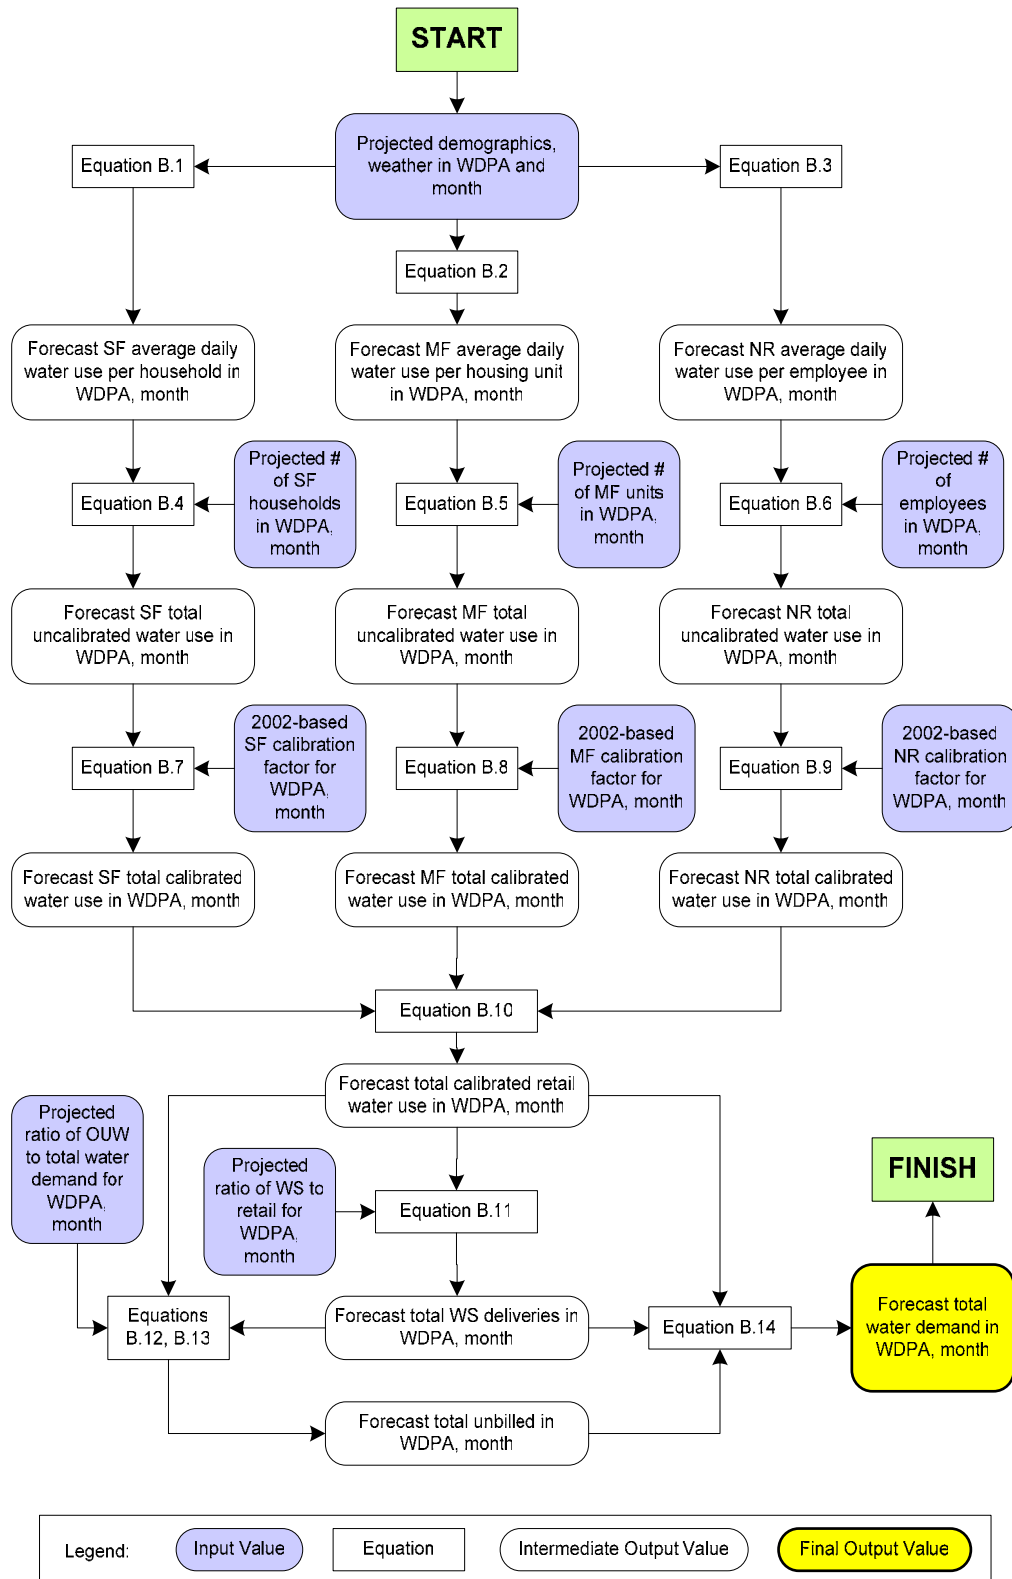 START
Projected demographics,
weather in WDPA and
month
Equation B.1
Equation B.3
Equation B.2
Forecast SF average daily
water use per household in
WDPA, month
Forecast MF average daily
water use per housing unit
in WDPA, month
Forecast NR average daily
water use per employee in
WDPA, month
Equation B.4
Projected #
of SF
households
in WDPA,
month
Equation B.5
Projected #
of MF units
in WDPA,
month
Equation B.6
Projected #
of
employees
in WDPA,
month
Forecast SF total
uncalibrated water use in
WDPA, month
Forecast MF total
uncalibrated water use in
WDPA, month
Forecast NR total
uncalibrated water use in
WDPA, month
Equation B.7
2002-based
SF calibration
factor for
WDPA,
month
Equation B.8
2002-based
MF calibration
factor for
WDPA, month
Equation B.9
2002-based
NR calibration
factor for
WDPA, month
Forecast SF total calibrated
water use in WDPA, month
Forecast MF total calibrated
water use in WDPA, month
Forecast NR total calibrated
water use in WDPA, month
Equation B.10
Forecast total calibrated retail
water use in WDPA, month
Projected
ratio of OUW
to total water
demand for
WDPA,
month
Projected
ratio of WS to
retail for
WDPA,
month
Equation B.11
FINISH
Equations
B.12, B.13
Forecast total WS deliveries in
WDPA, month
Equation B.14
Forecast total
water demand in
WDPA, month
Forecast total unbilled in
WDPA, month
Legend:
Input Value
Equation
Intermediate Output Value
Final Output Value